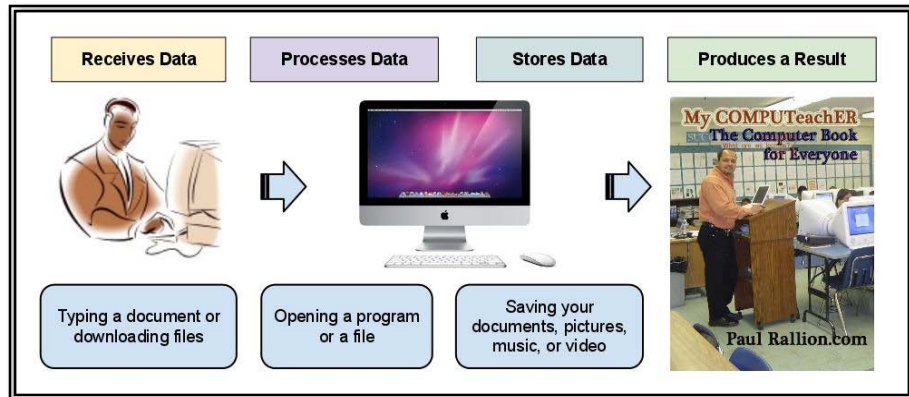 Receives Data
Processes Data
Stores Data
Produces a Result
My COMPUTeachER
The Computer Book
for Everyone
Typing a document or
downloading files
Opening a program
or a file
Saving your
documents, pictures,
music, or video
Paul Rallion.com